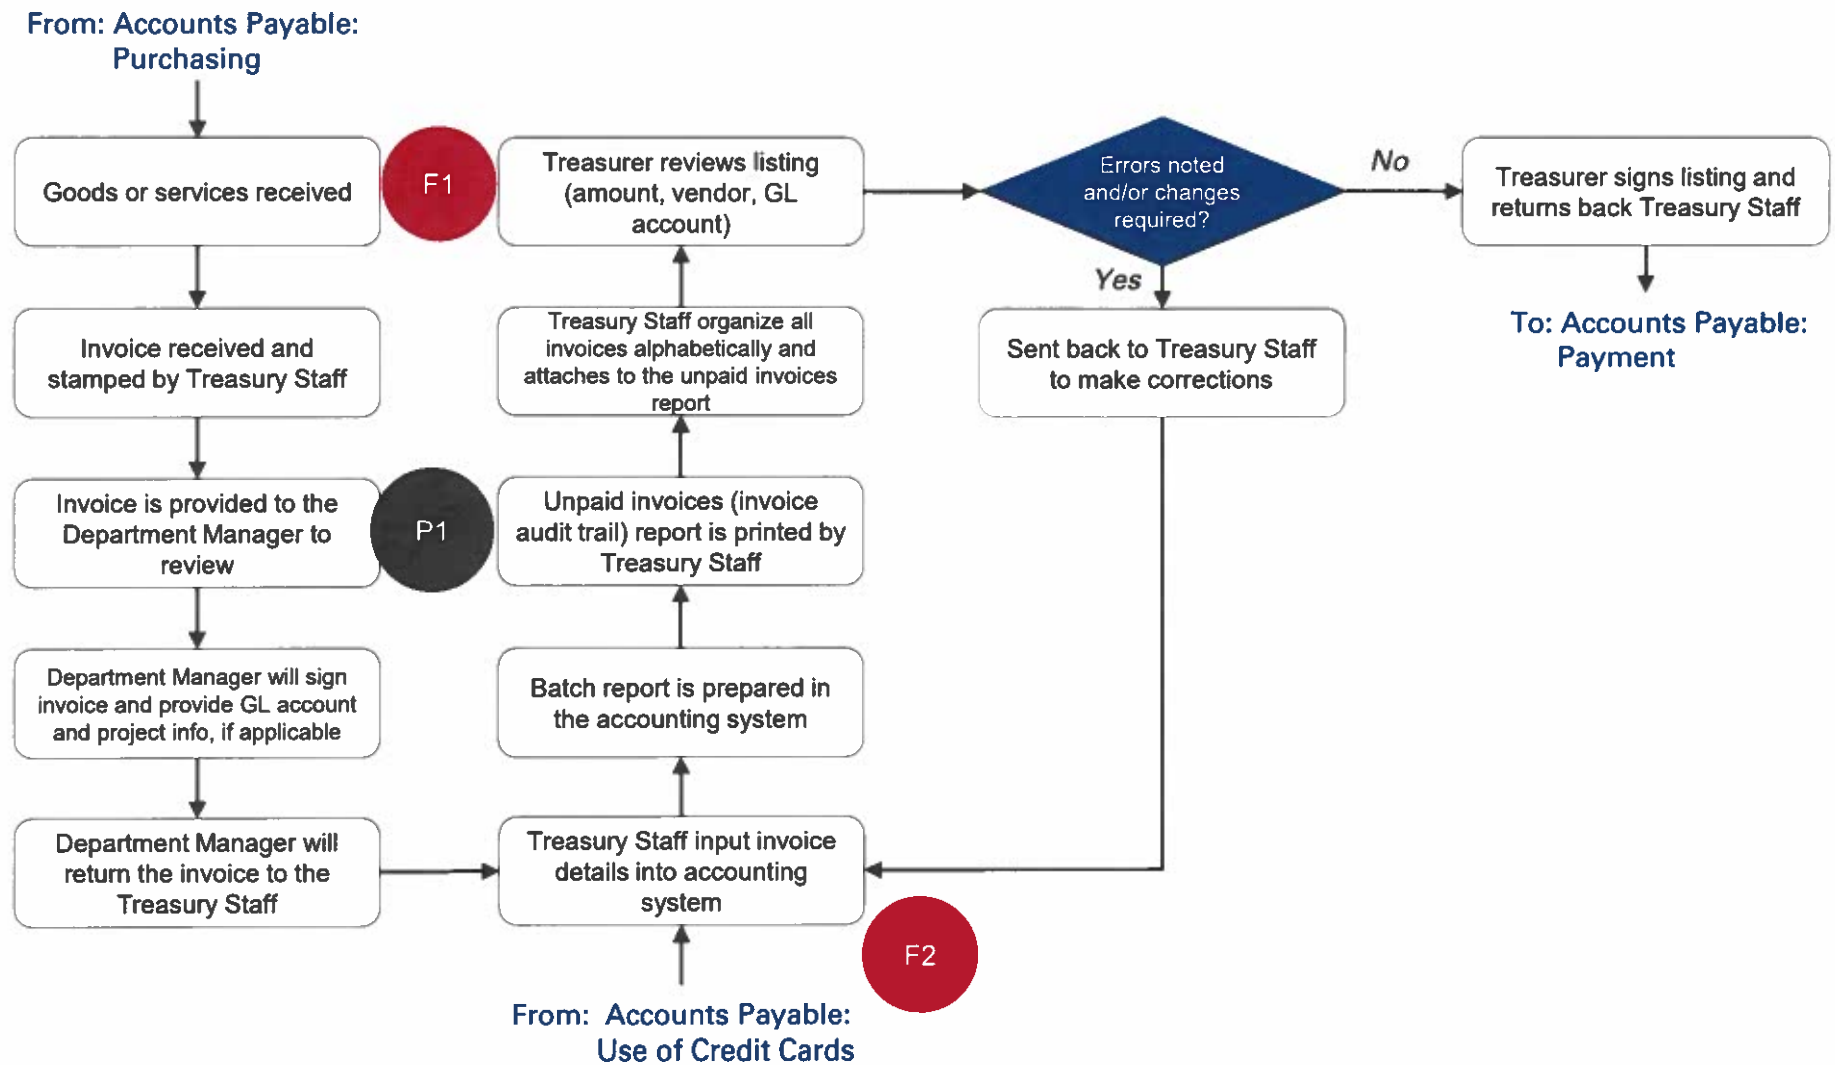 From: Accounts Payable:
Purchasing
Goods or services received
F1
Invoice received and
stamped by Treasury Staff
Invoice is provided to the
Department Manager to
review
P1
Department Manager will sign
invoice and provide GL account
and project info, if applicable
Department Manager will
return the invoice to the
Treasury Staff
Treasurer reviews listing
(amount, vendor, GL
account)
Treasury Staff organize all
invoices alphabetically and
attaches to the unpaid invoices
report
Unpaid invoices (invoice
audit trail) report is printed by
Treasury Staff
Batch report is prepared in
the accounting system
Treasury Staff input invoice
details into accounting
system
F2
From: Accounts Payable:
Use of Credit Cards
Errors noted
and/or changes
required?
No
Yes
Sent back to Treasury Staff
to make corrections
Treasurer signs listing and
returns back Treasury Staff
To: Accounts Payable:
Payment